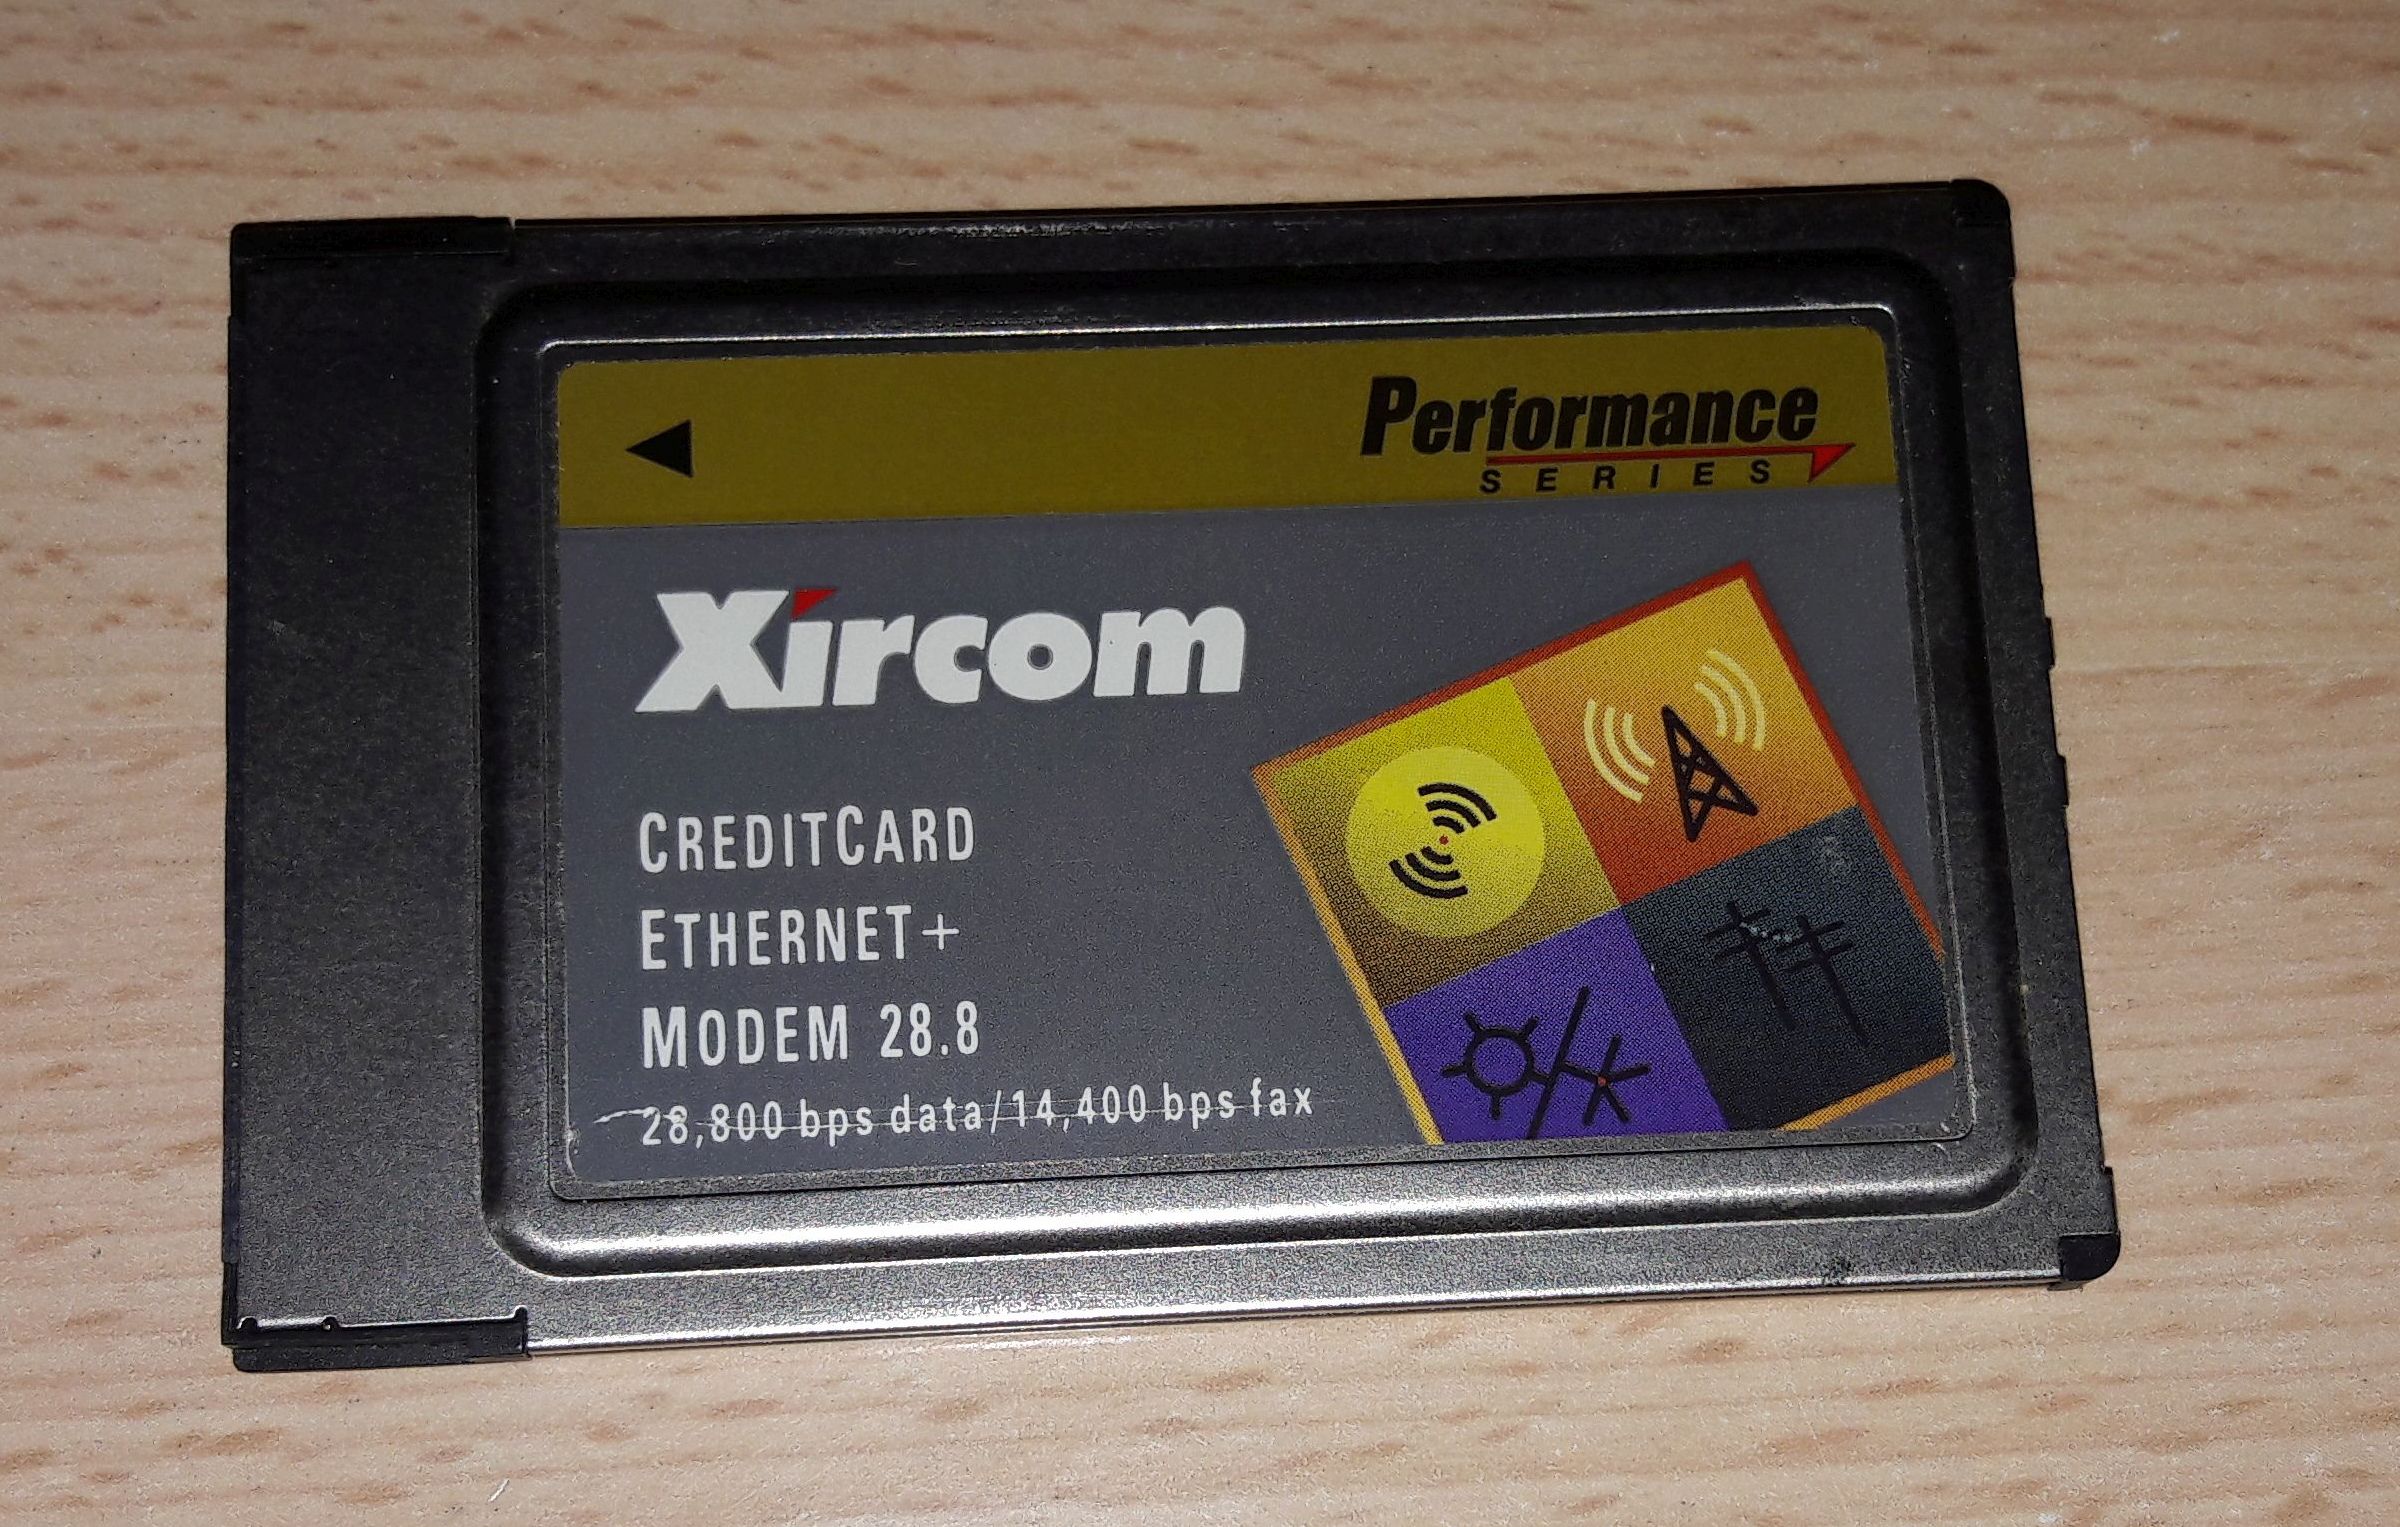 Performance
SERIES
Xircom
CREDITCARD
ETHERNET+
MODEM 28.8
28,800 bps data/14,400 bps fax